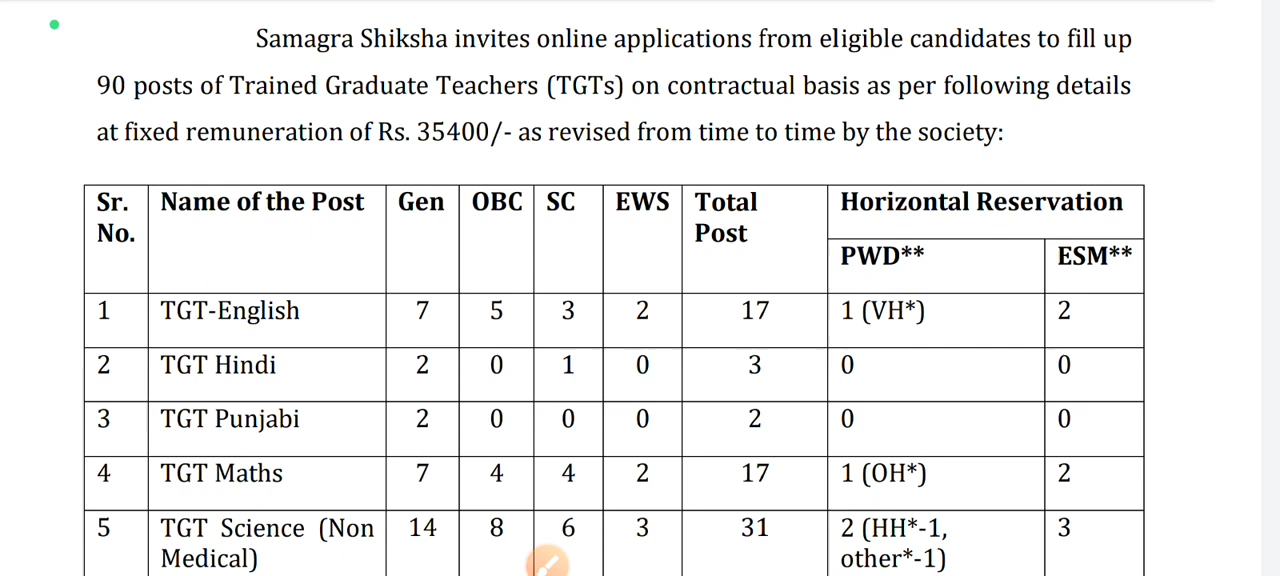 Samagra Shiksha invites online applications from eligible candidates to fill up
90 posts of Trained Graduate Teachers (TGTs) on contractual basis as per following details
at fixed remuneration of Rs. 35400/- as revised from time to time by the society:
Sr. No. Name of the Post Gen OBC SC EWS Total Post Horizontal Reservation
PWD** ESM**
1 TGT-English 7 5 3 2 17 1 (VH*) 2
2 TGT Hindi 2 0 1 0 3 0 0
3 TGT Punjabi 2 0 0 0 2 0 0
4 TGT Maths 7 4 4 2 17 1 (OH*) 2
5 TGT Science (Non 14 8 6 3 31 2 (HH*-1, 3
Medical) other*-1)